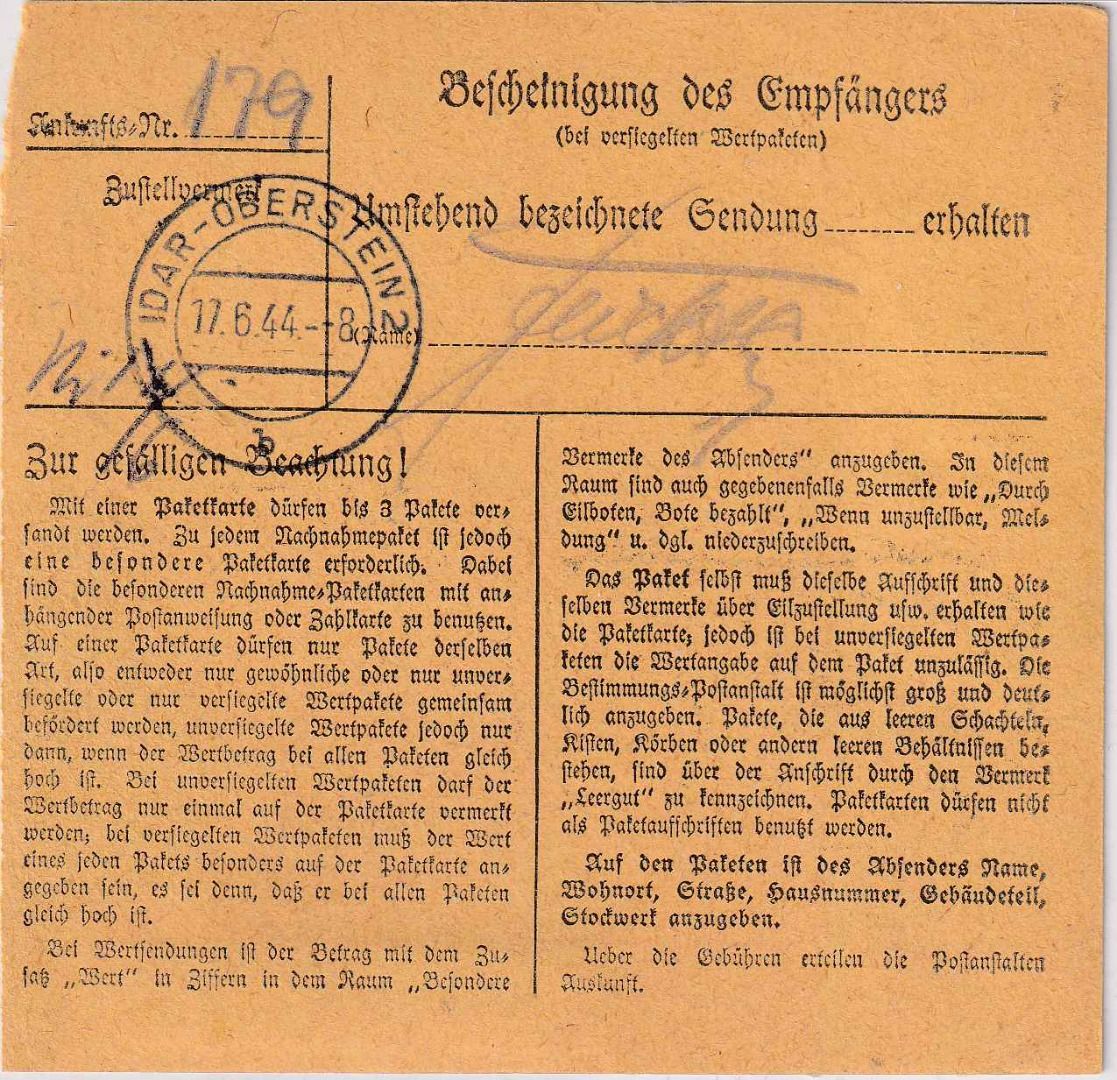 Ankunfts-Nr. 179
Zustellvermerk
IDAR-OBERSTEIN 2
17.6.44.--8
b
Bescheinigung des Empfängers
(bei versiegelten Wertpaketen)
Umstehend bezeichnete Sendung........ erhalten
(Name)
Zur gefälligen Beachtung!
Mit einer Paketkarte dürfen bis 3 Pakete ver-
sandt werden. Zu jedem Nachnahmepaket ist jedoch
eine besondere Paketkarte erforderlich. Dabei
sind die besonderen Nachnahme-Paketkarten mit an-
hängender Postanweisung oder Zahlkarte zu benutzen.
Auf einer Paketkarte dürfen nur Pakete derselben
Art, also entweder nur gewöhnliche oder nur unver-
siegelte oder nur versiegelte Wertpakete gemeinsam
befördert werden, unversiegelte Wertpakete jedoch nur
dann, wenn der Wertbetrag bei allen Paketen gleich
hoch ist. Bei unversiegelten Wertpaketen darf der
Wertbetrag nur einmal auf der Paketkarte vermerkt
werden; bei versiegelten Wertpaketen muß der Wert
eines jeden Pakets besonders auf der Paketkarte an-
gegeben sein, es sei denn, daß er bei allen Paketen
gleich hoch ist.
Bei Wertsendungen ist der Betrag mit dem Zu-
satz „Wert" in Ziffern in dem Raum „Besondere
Vermerke des Absenders" anzugeben. In diesem
Raum sind auch gegebenenfalls Vermerke wie „Durch
Eilboten, Bote bezahlt", „Wenn unzustellbar, Mel-
dung" u. dgl. niederzuschreiben.
Das Paket selbst muß dieselbe Aufschrift und die-
selben Vermerke über Eilzustellung usw. erhalten wie
die Paketkarte; jedoch ist bei unversiegelten Wertpa-
keten die Wertangabe auf dem Paket unzulässig. Die
Bestimmungs-Postanstalt ist möglichst groß und deut-
lich anzugeben. Pakete, die aus leeren Schachteln,
Kisten, Körben oder andern leeren Behältnissen be-
stehen, sind über der Anschrift durch den Vermerk
„Leergut" zu kennzeichnen. Paketkarten dürfen nicht
als Paketaufschriften benutzt werden.
Auf den Paketen ist des Absenders Name,
Wohnort, Straße, Hausnummer, Gebäudeteil,
Stockwerk anzugeben.
Ueber die Gebühren erteilen die Postanstalten
Auskunft.